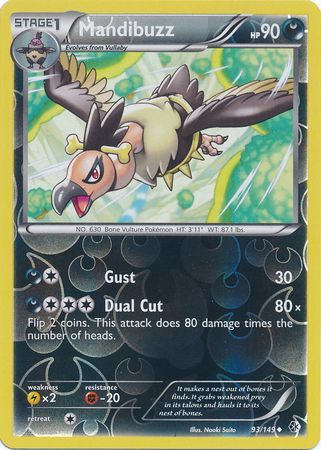 STAGE1
Mandibuzz
HP 90
Evolves from Vullaby
NO. 630 Bone Vulture Pokémon HT: 3'11" WT: 87.1 lbs.
Gust 30
Dual Cut 80×
Flip 2 coins. This attack does 80 damage times
the number of heads.
weakness
×2
resistance
-20
retreat
It makes a nest out of bones it
finds. It grabs weakened prey
in its talons and hauls it to its
nest of bones.
Illus. Naoki Saito
93/149